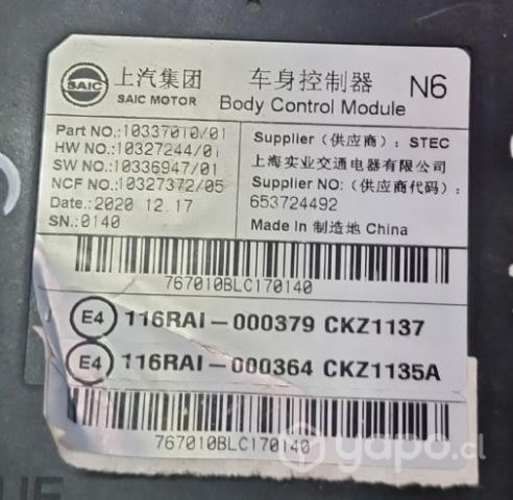 SAIC
上汽集团
SAIC MOTOR
车身控制器
Body Control Module
N6
Part NO.:10337010/01
HW NO.:10327244/01
SW NO.:10336947/01
NCF NO.:10327372/05
Date.:2020 12.17
SN.:0140
Supplier (供应商): STEC
上海实业交通电器有限公司
Supplier NO: (供应商代码):
653724492
Made In 制造地 China
767010BLC170140
E4 116RAI-000379 CKZ1137
E4 116RAI-000364 CKZ1135A
767010BLC170140
yapo.cl